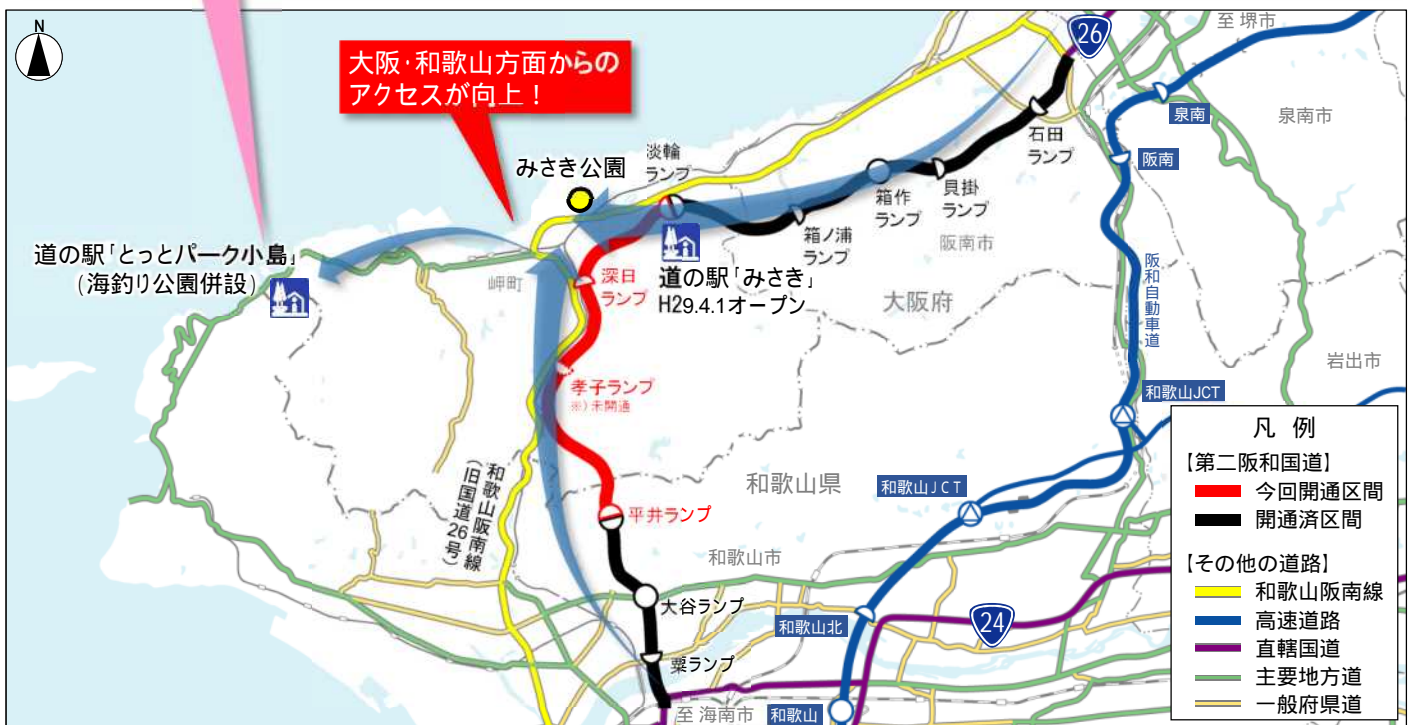 N
大阪・和歌山方面からの
アクセスが向上！
26
至 堺市
泉南
泉南市
石田
ランプ
阪南
淡輪
ランプ
みさき公園
貝掛
ランプ
箱作
ランプ
阪南市
箱ノ浦
ランプ
道の駅「とっとパーク小島」
(海釣り公園併設)
岬町
深日
ランプ
道の駅「みさき」
H29.4.1オープン
大阪府
阪和自動車道
岩出市
孝子ランプ
※)未開通
和歌山JCT
和歌山阪南線
(旧国道26号)
和歌山県
和歌山JCT
平井ランプ
和歌山市
大谷ランプ
和歌山北
24
粟ランプ
至 海南市
和歌山
凡 例
【第二阪和国道】
今回開通区間
開通済区間
【その他の道路】
和歌山阪南線
高速道路
直轄国道
主要地方道
一般府県道